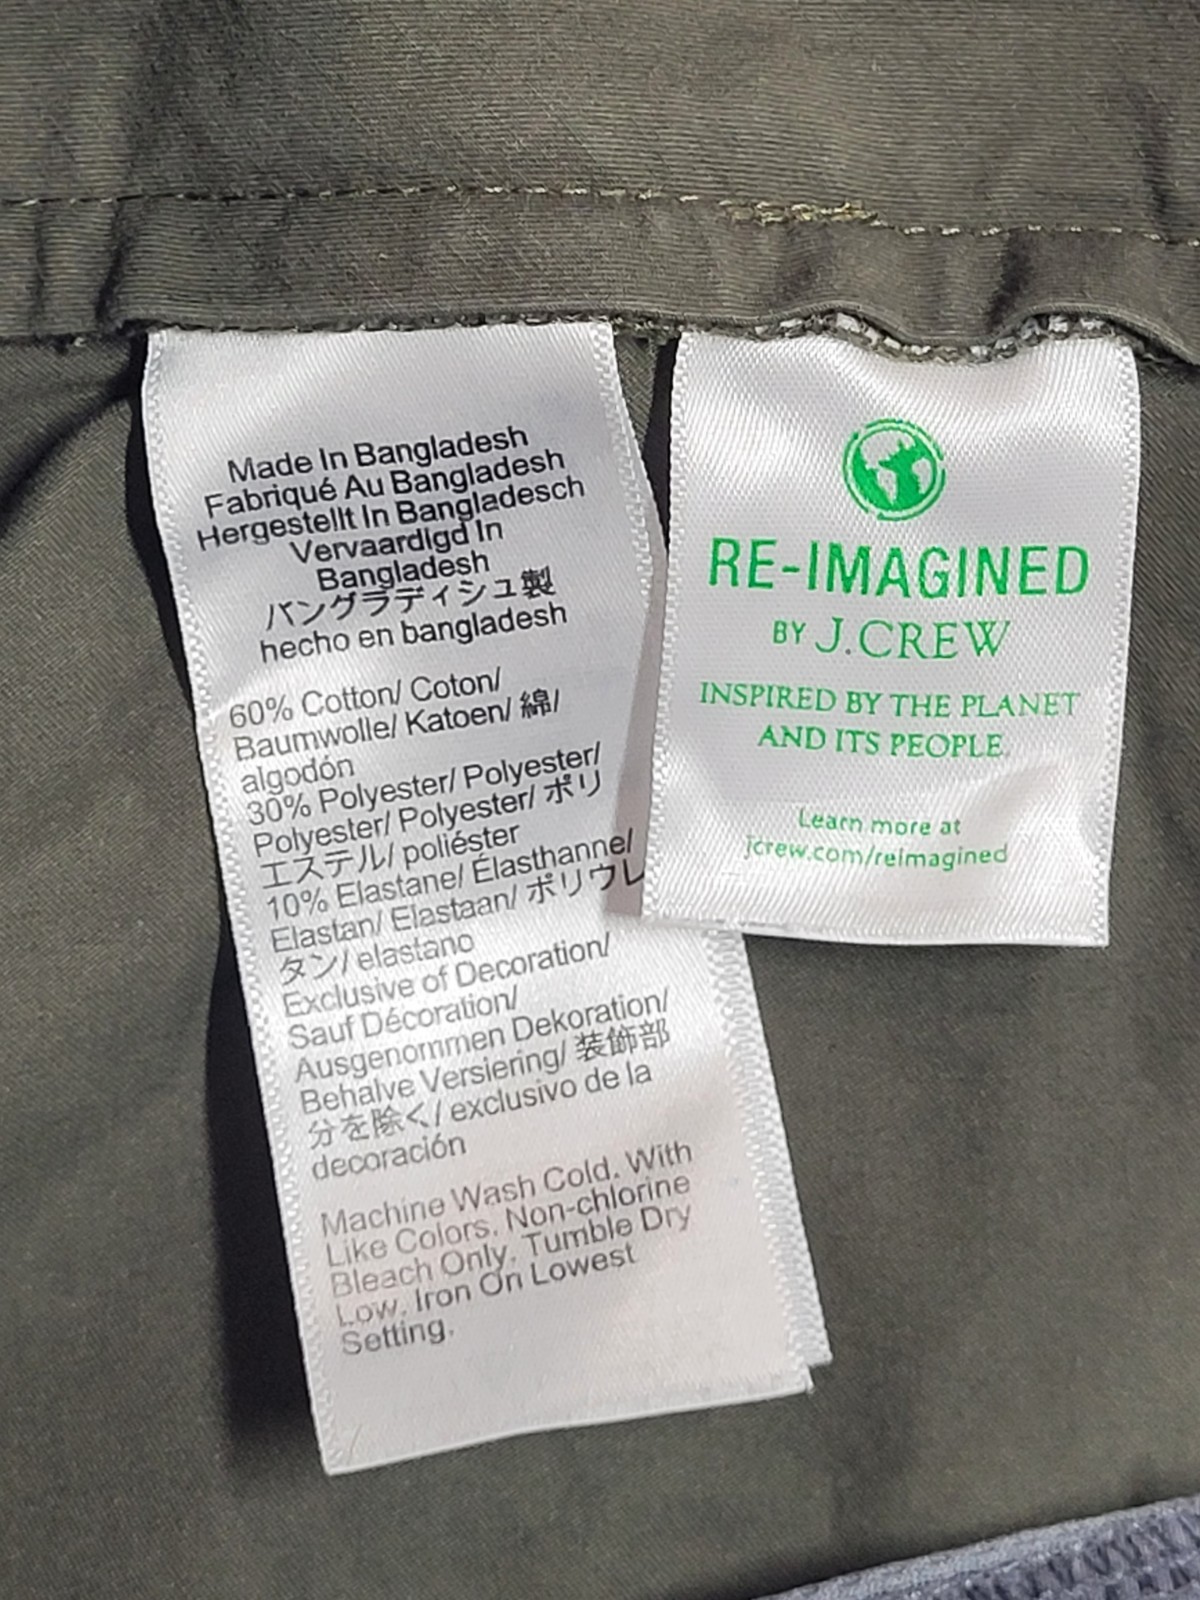 Made In Bangladesh
Fabriqué Au Bangladesh
Hergestellt In Bangladesch
Vervaardigd In
Bangladesh
バングラディシュ製
hecho en bangladesh
60% Cotton/ Coton/
Baumwolle/ Katoen/ 綿/
algodón
30% Polyester/ Polyester/
Polyester/ Polyester/ ポリ
エステル/ poliéster
10% Elastane/ Élasthanne/
Elastan/ Elastaan/ ポリウレ
タン/ elastano
Exclusive of Decoration/
Sauf Décoration/
Ausgenommen Dekoration/
Behalve Versiering/ 装飾部
分を除く/ exclusivo de la
decoración
Machine Wash Cold. With
Like Colors. Non-chlorine
Bleach Only. Tumble Dry
Low. Iron On Lowest
Setting.
RE-IMAGINED
BY J.CREW
INSPIRED BY THE PLANET
AND ITS PEOPLE.
Learn more at
jcrew.com/reimagined